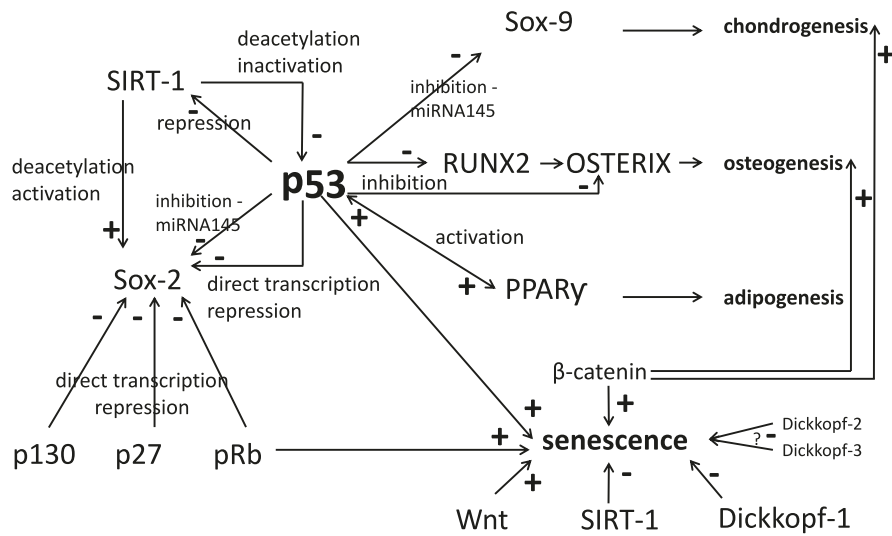 deacetylation
inactivation
Sox-9
chondrogenesis
+
SIRT-1
-
inhibition -
miRNA145
-
repression
-
deacetylation
activation
-
RUNX2
OSTERIX
osteogenesis
p53
inhibition
-
+
inhibition -
miRNA145
-
+
+
activation
-
Sox-2
direct transcription
repression
+
PPARγ
adipogenesis
-
-
-
direct transcription
repression
β-catenin
+
+
p130
p27
pRb
+
senescence
Dickkopf-2
? -
Dickkopf-3
+
-
-
Wnt
SIRT-1
Dickkopf-1